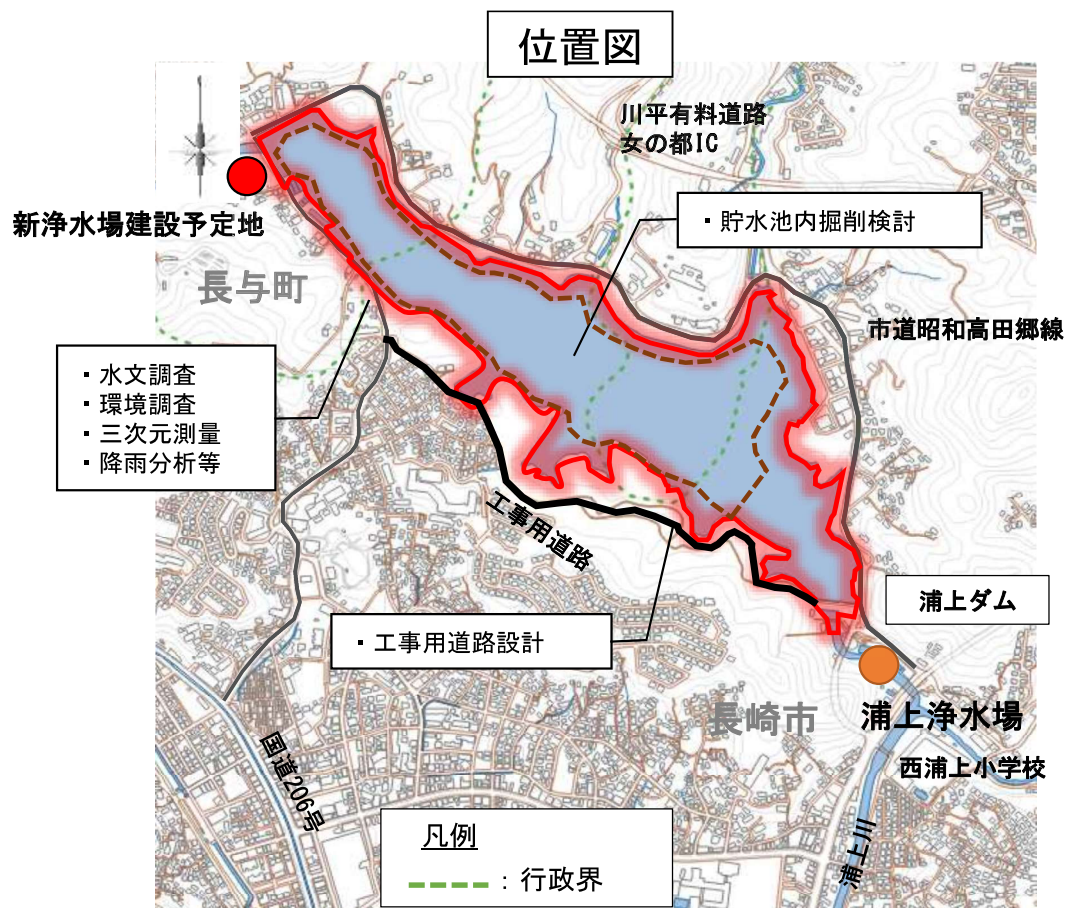 位置図
川平有料道路
女の都IC
新浄水場建設予定地
・貯水池内掘削検討
長与町
市道昭和高田郷線
・水文調査
・環境調査
・三次元測量
・降雨分析等
工事用道路
浦上ダム
・工事用道路設計
長崎市
浦上浄水場
国道206号
西浦上小学校
浦上川
凡例
：行政界